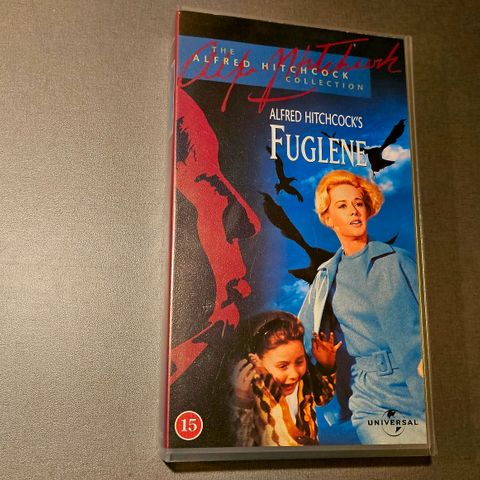 THE
ALFRED HITCHCOCK
COLLECTION
Alfred Hitchcock
ALFRED HITCHCOCK'S
FUGLENE
15
UNIVERSAL